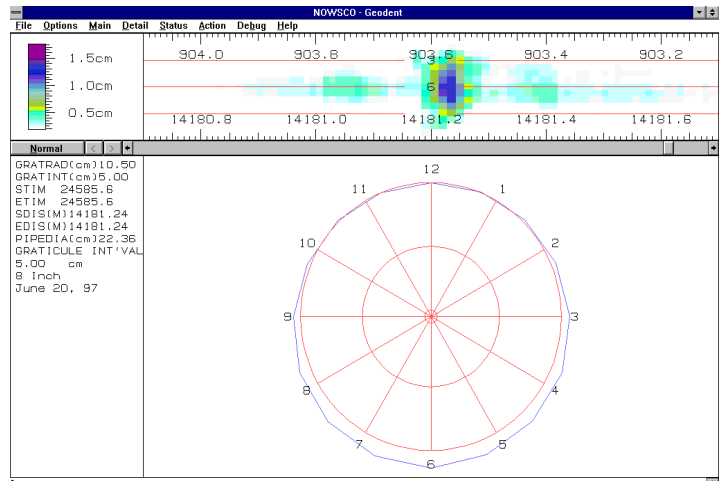 NOWSCO - Geodent
File Options Main Detail Status Action Debug Help
1.5cm
1.0cm
0.5cm
904.0 903.8 903.6 903.4 903.2
3
6
14180.8 14181.0 14181.2 14181.4 14181.6
Normal < >
GRATRAD(cm)10.50
GRATINT(cm)5.00
STIM 24585.6
ETIM 24585.6
SDIS(M)14181.24
EDIS(M)14181.24
PIPEDIA(cm)22.36
GRATICULE INT'VAL
5.00 cm
8 Inch
June 20, 97
12
11 1
10 2
9 3
8 4
7 5
6